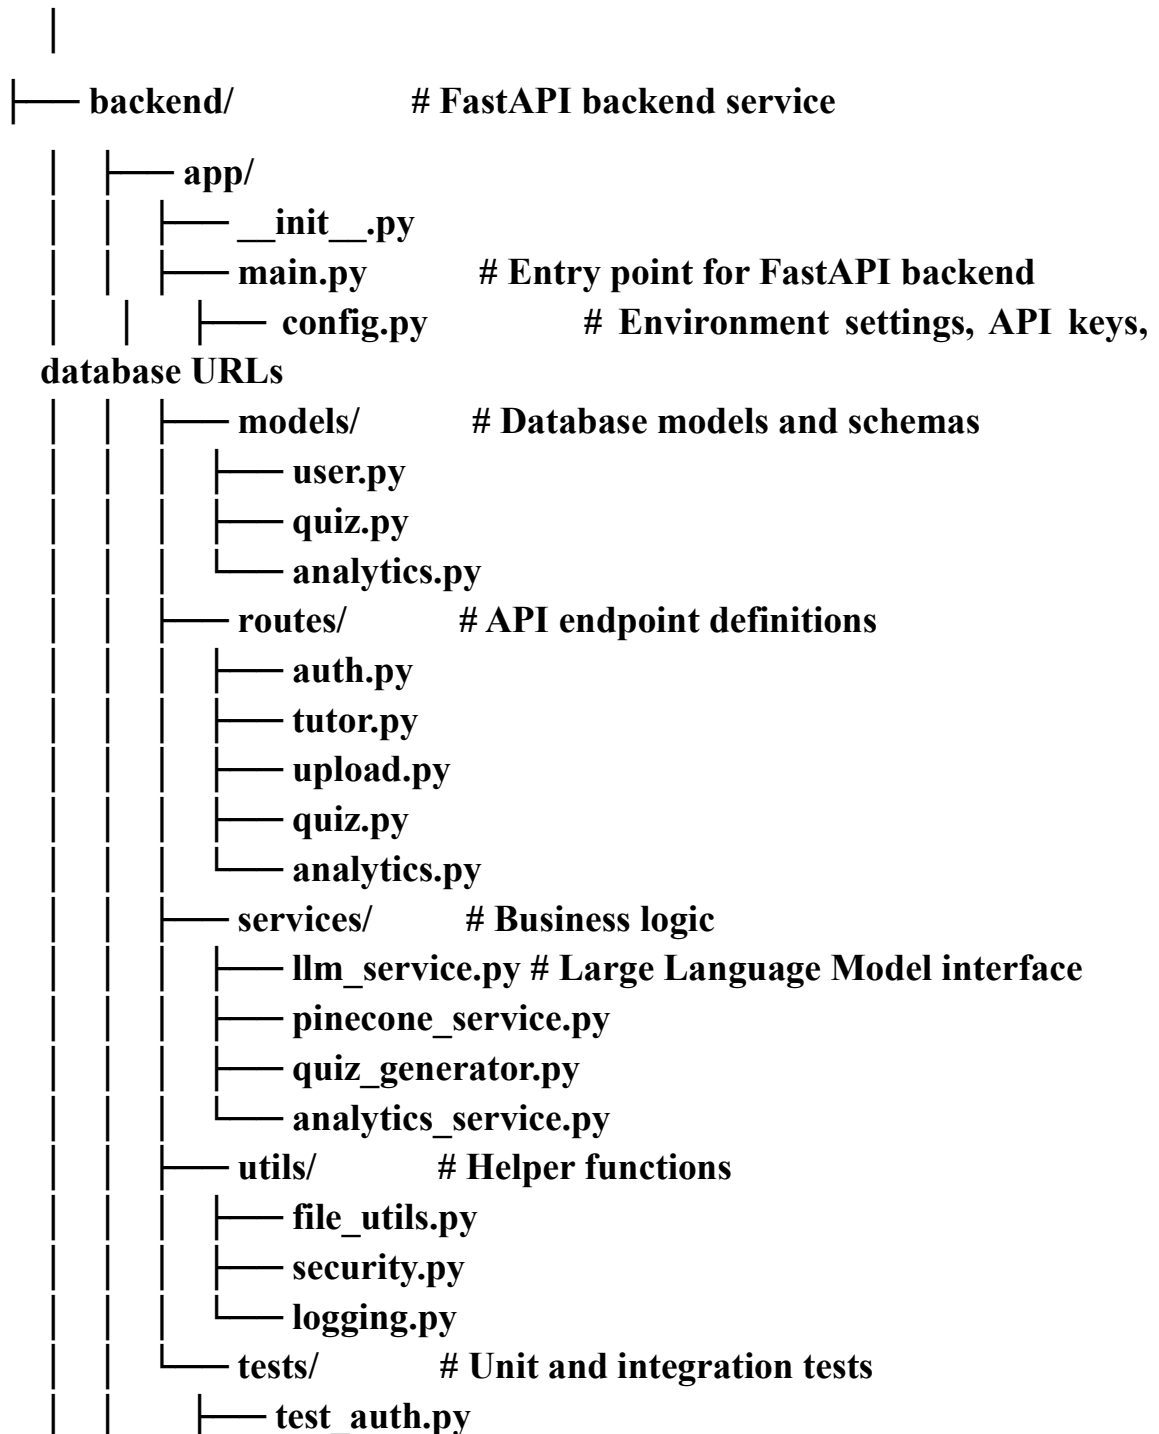 │
├── backend/ # FastAPI backend service
│ ├── app/
│ │ ├── __init__.py
│ │ ├── main.py # Entry point for FastAPI backend
│ │ ├── config.py # Environment settings, API keys,
database URLs
│ │ ├── models/ # Database models and schemas
│ │ │ ├── user.py
│ │ │ ├── quiz.py
│ │ │ └── analytics.py
│ │ ├── routes/ # API endpoint definitions
│ │ │ ├── auth.py
│ │ │ ├── tutor.py
│ │ │ ├── upload.py
│ │ │ ├── quiz.py
│ │ │ └── analytics.py
│ │ ├── services/ # Business logic
│ │ │ ├── llm_service.py # Large Language Model interface
│ │ │ ├── pinecone_service.py
│ │ │ ├── quiz_generator.py
│ │ │ └── analytics_service.py
│ │ ├── utils/ # Helper functions
│ │ │ ├── file_utils.py
│ │ │ ├── security.py
│ │ │ └── logging.py
│ │ └── tests/ # Unit and integration tests
│ │ ├── test_auth.py